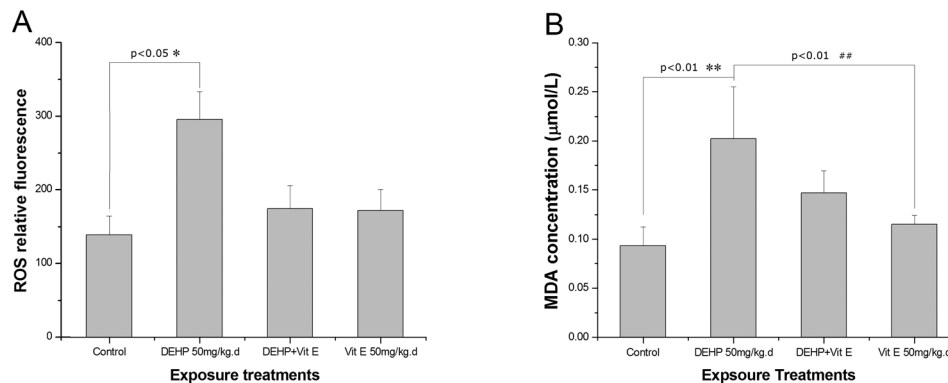 A
p<0.05 *
ROS relative fluorescence
400
300
200
100
0
Control
DEHP 50mg/kg.d
DEHP+Vit E
Vit E 50mg/kg.d
Exposure treatments
B
p<0.01 **
p<0.01 ##
MDA concentration (μmol/L)
0.30
0.25
0.20
0.15
0.10
0.05
0.00
Control
DEHP 50mg/kg.d
DEHP+Vit E
Vit E 50mg/kg.d
Expsoure Treatments